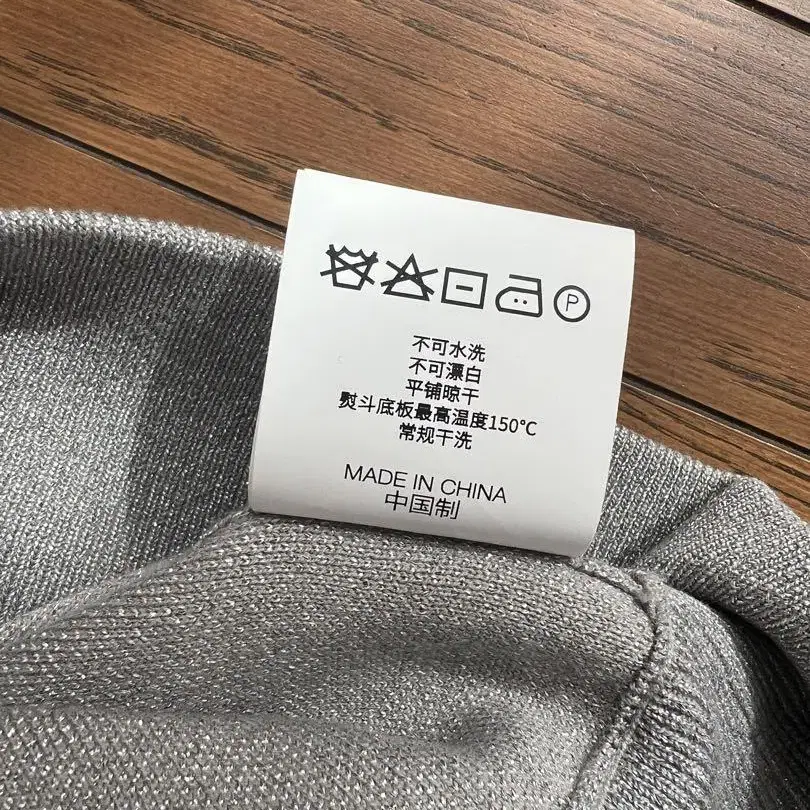 P
不可水洗
不可漂白
平铺晾干
熨斗底板最高温度150℃
常规干洗
MADE IN CHINA
中国制